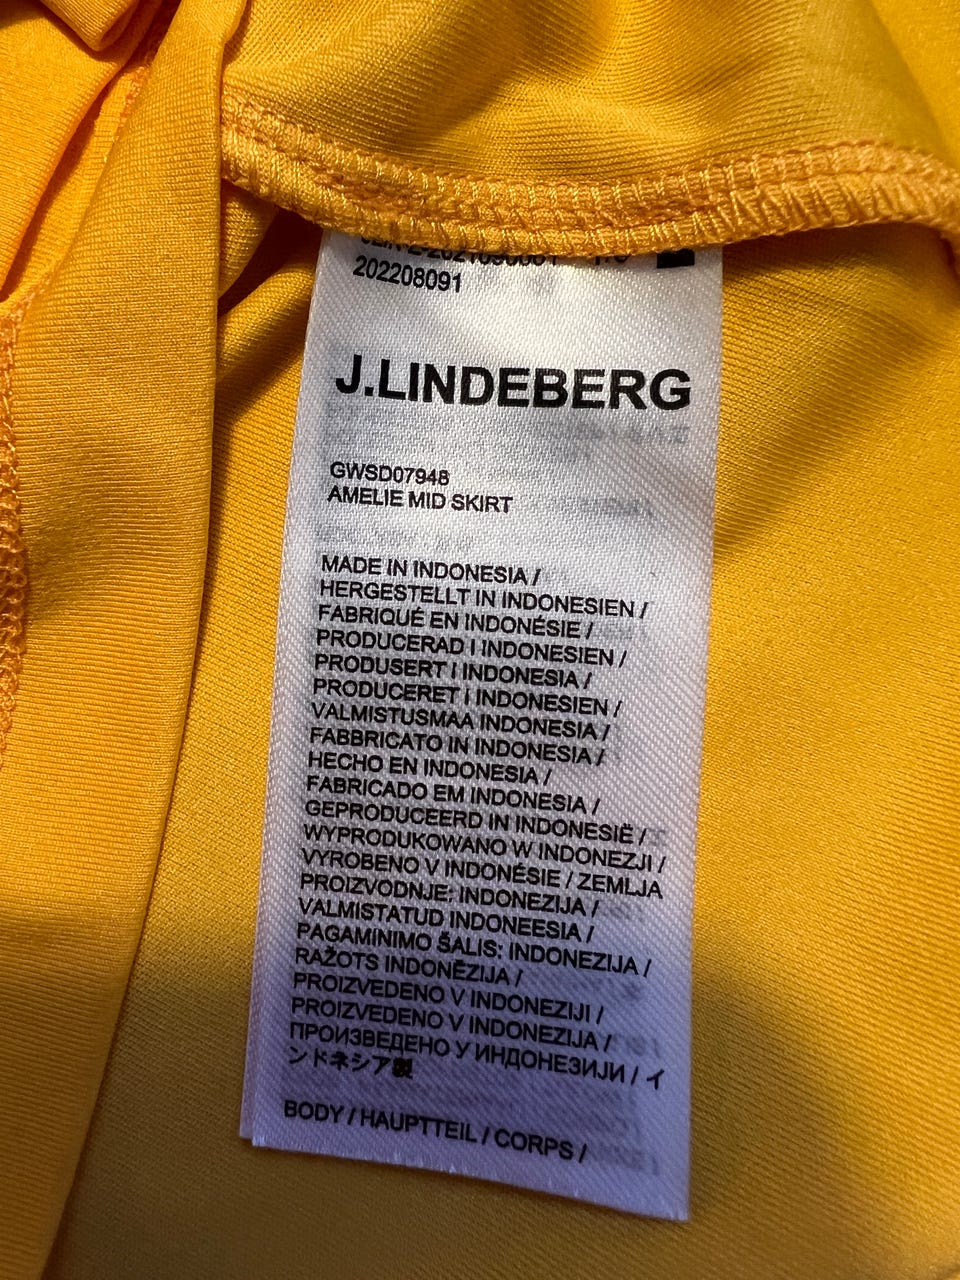 202208091
J.LINDEBERG
GWSD07948
AMELIE MID SKIRT
MADE IN INDONESIA /
HERGESTELLT IN INDONESIEN /
FABRIQUÉ EN INDONÉSIE /
PRODUCERAD I INDONESIEN /
PRODUSERT I INDONESIA /
PRODUCERET I INDONESIEN /
VALMISTUSMAA INDONESIA /
FABBRICATO IN INDONESIA /
HECHO EN INDONESIA /
FABRICADO EM INDONESIA /
GEPRODUCEERD IN INDONESIË /
WYPRODUKOWANO W INDONEZJI /
VYROBENO V INDONÉSIE / ZEMLJA
PROIZVODNJE: INDONEZIJA /
VALMISTATUD INDONEESIA /
PAGAMINIMO ŠALIS: INDONEZIJA /
RAŽOTS INDONĒZIJA /
PROIZVEDENO V INDONEZIJI /
PROIZVEDENO V INDONEZIJA /
ПРОИЗВЕДЕНО У ИНДОНЕЗИЈИ / イ
ンドネシア製
BODY / HAUPTTEIL / CORPS /